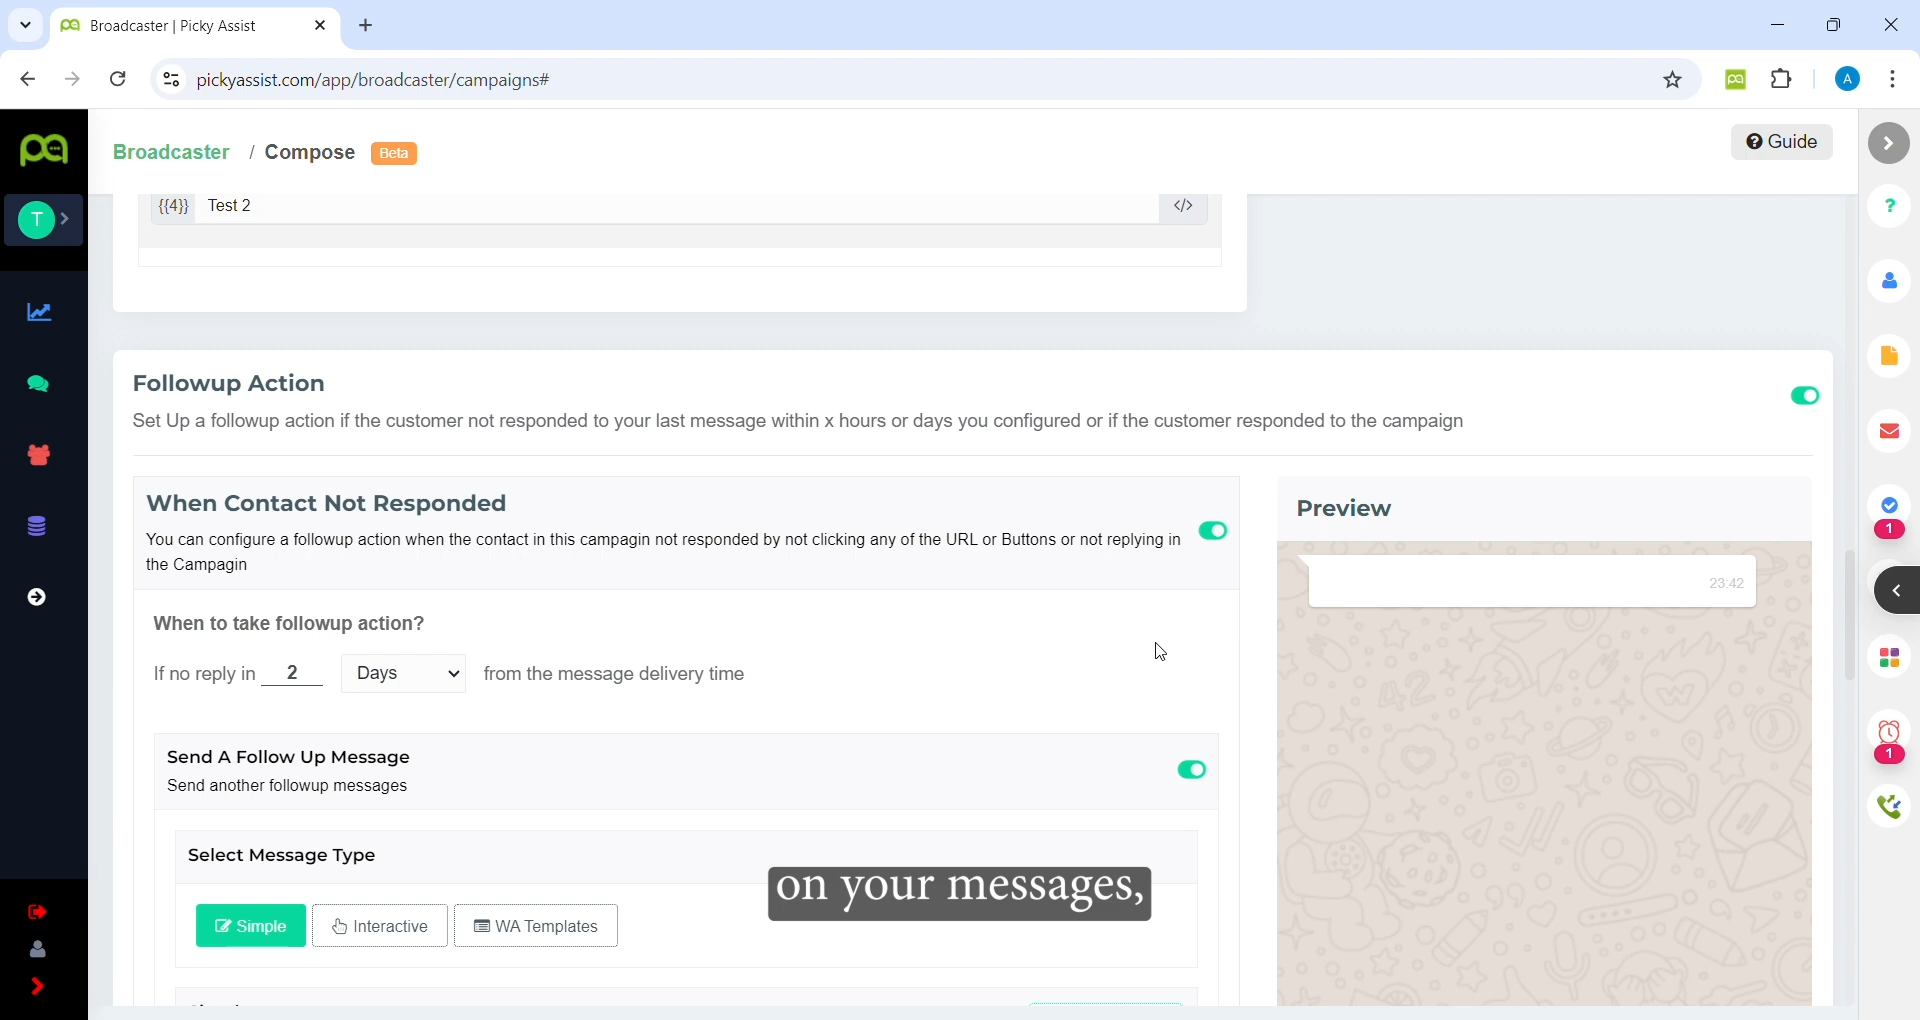 Broadcaster | Picky Assist
pickyassist.com/app/broadcaster/campaigns#
A
Broadcaster / Compose Beta
Guide
T
{{4}} Test 2 </>
Followup Action
Set Up a followup action if the customer not responded to your last message within x hours or days you configured or if the customer responded to the campaign
When Contact Not Responded
You can configure a followup action when the contact in this campagin not responded by not clicking any of the URL or Buttons or not replying in
the Campagin
Preview
23:42
When to take followup action?
If no reply in 2 Days from the message delivery time
Send A Follow Up Message
Send another followup messages
Select Message Type
Simple Interactive WA Templates
on your messages,
?
1
1